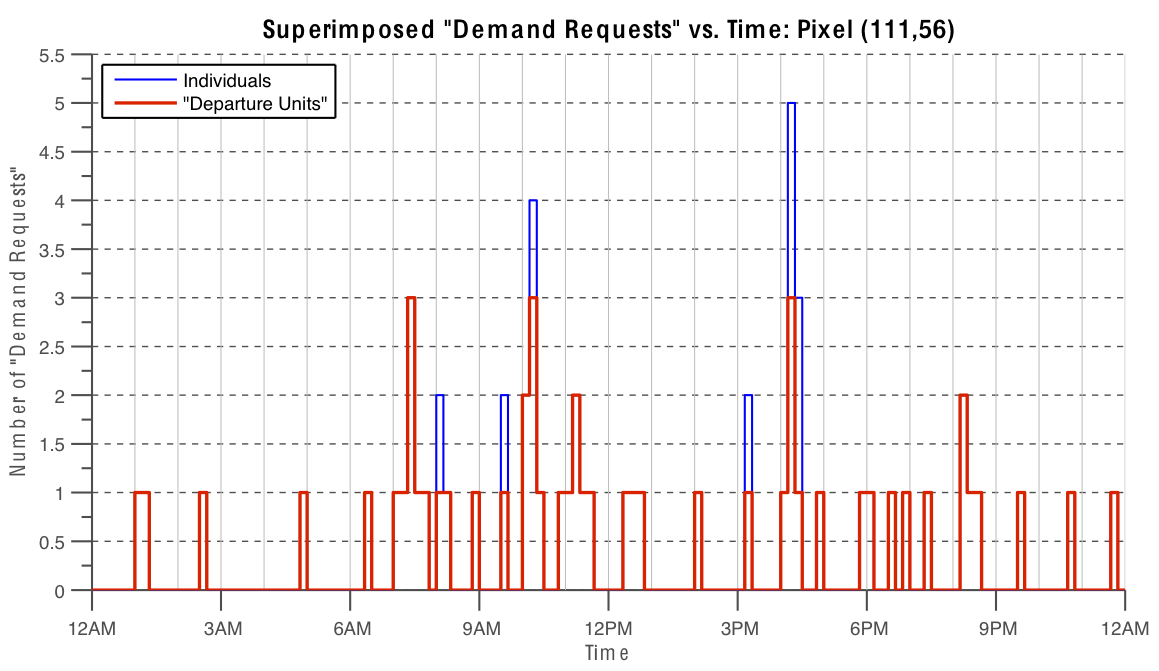 Superimposed "Demand Requests" vs. Time: Pixel (111,56)
Individuals
"Departure Units"
Number of "Demand Requests"
5.5
5
4.5
4
3.5
3
2.5
2
1.5
1
0.5
0
12AM 3AM 6AM 9AM 12PM 3PM 6PM 9PM 12AM
Time